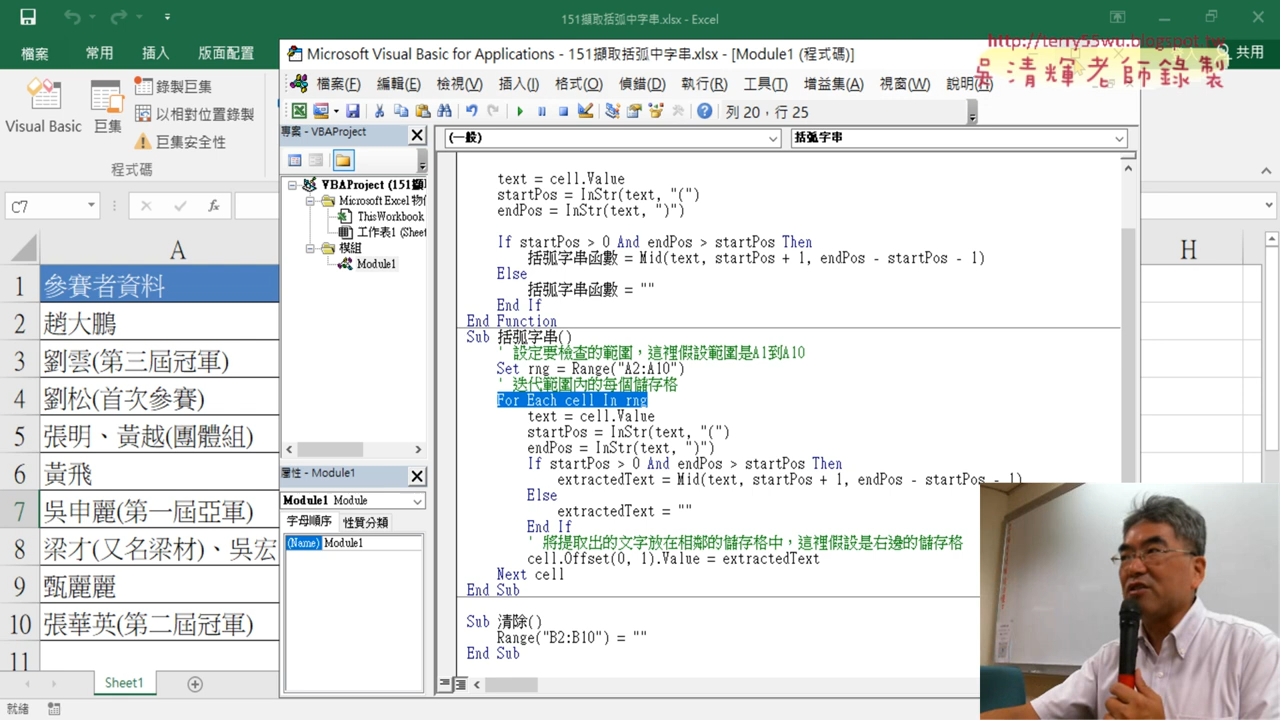 151擷取括弧中字串.xlsx - Excel
檔案 常用 插入 版面配置 共用
http://terry55wu.blogspot.tw
吳清輝老師錄製
Visual Basic 巨集 錄製巨集 以相對位置錄製 巨集安全性
程式碼
C7 fx
A H
1 參賽者資料
2 趙大鵬
3 劉雲(第三屆冠軍)
4 劉松(首次參賽)
5 張明、黃越(團體組)
6 黃飛
7 吳申麗(第一屆亞軍)
8 梁才(又名梁材)、吳宏
9 甄麗麗
10 張華英(第二屆冠軍)
11
Sheet1
就緒
Microsoft Visual Basic for Applications - 151擷取括弧中字串.xlsx - [Module1 (程式碼)]
檔案(F) 編輯(E) 檢視(V) 插入(I) 格式(O) 偵錯(D) 執行(R) 工具(T) 增益集(A) 視窗(W) 說明(H)
列 20，行 25
專案 - VBAProject
VBAProject (151擷
Microsoft Excel 物件
ThisWorkbook
工作表1 (Sheet
模組
Module1
屬性 - Module1
Module1 Module
字母順序 性質分類
(Name) Module1
(一般) 括弧字串
text = cell.Value
startPos = InStr(text, "(")
endPos = InStr(text, ")")
If startPos > 0 And endPos > startPos Then
括弧字串函數 = Mid(text, startPos + 1, endPos - startPos - 1)
Else
括弧字串函數 = ""
End If
End Function
Sub 括弧字串()
' 設定要檢查的範圍，這裡假設範圍是A1到A10
Set rng = Range("A2:A10")
' 迭代範圍內的每個儲存格
For Each cell In rng
text = cell.Value
startPos = InStr(text, "(")
endPos = InStr(text, ")")
If startPos > 0 And endPos > startPos Then
extractedText = Mid(text, startPos + 1, endPos - startPos - 1)
Else
extractedText = ""
End If
' 將提取出的文字放在相鄰的儲存格中，這裡假設是右邊的儲存格
cell.Offset(0, 1).Value = extractedText
Next cell
End Sub
Sub 清除()
Range("B2:B10") = ""
End Sub